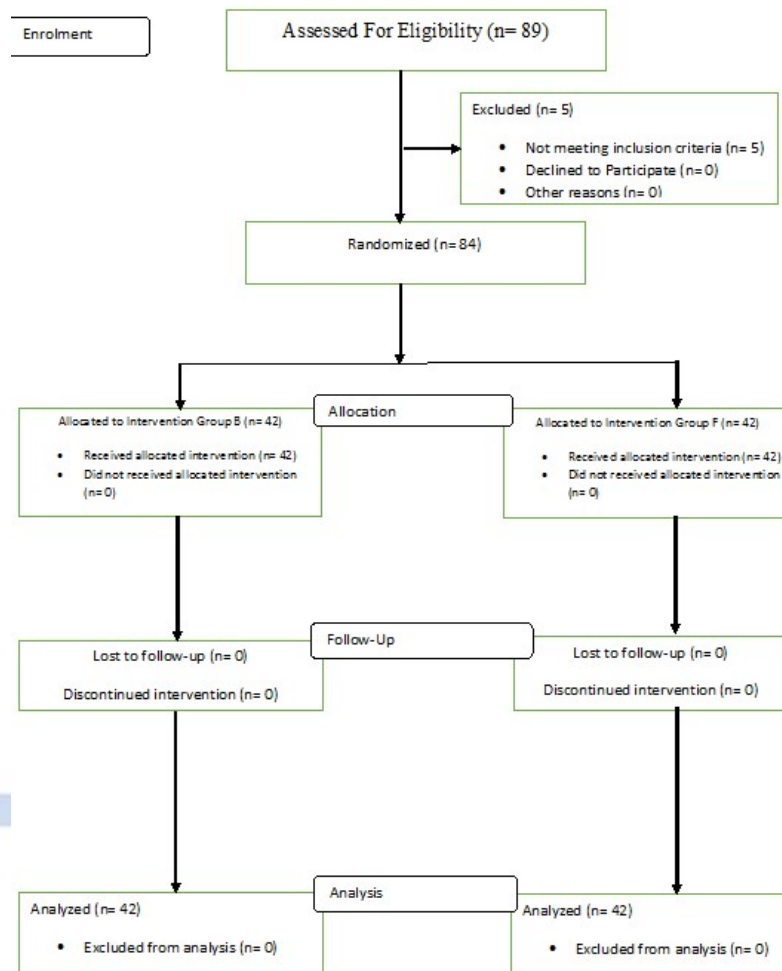 Enrolment
Assessed For Eligibility (n= 89)
Excluded (n= 5)
• Not meeting inclusion criteria (n= 5)
• Declined to Participate (n= 0)
• Other reasons (n= 0)
Randomized (n= 84)
Allocation
Allocated to Intervention Group B (n= 42)
• Received allocated intervention (n= 42)
• Did not received allocated intervention
(n= 0)
Allocated to Intervention Group F (n= 42)
• Received allocated intervention (n= 42)
• Did not received allocated intervention
(n= 0)
Follow-Up
Lost to follow-up (n= 0)
Discontinued intervention (n= 0)
Lost to follow-up (n= 0)
Discontinued intervention (n= 0)
Analysis
Analyzed (n= 42)
• Excluded from analysis (n= 0)
Analyzed (n= 42)
• Excluded from analysis (n= 0)